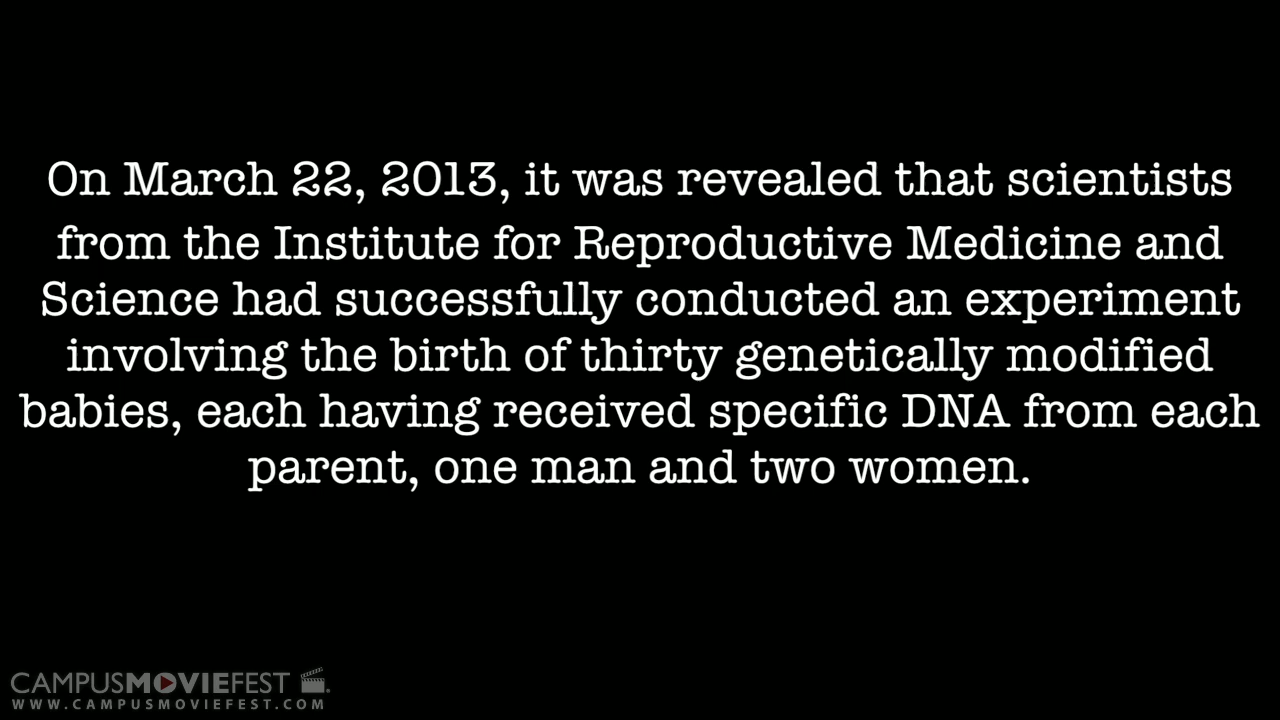 On March 22, 2013, it was revealed that scientists
from the Institute for Reproductive Medicine and
Science had successfully conducted an experiment
involving the birth of thirty genetically modified
babies, each having received specific DNA from each
parent, one man and two women.
CAMPUSMOVIEFEST
WWW.CAMPUSMOVIEFEST.COM